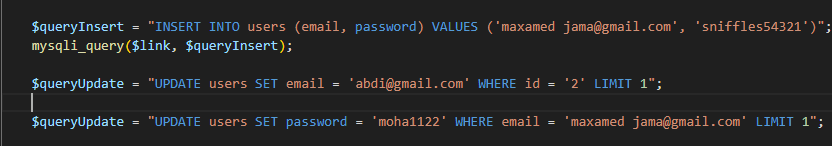 $queryInsert = "INSERT INTO users (email, password) VALUES ('maxamed jama@gmail.com', 'sniffles54321')";
mysqli_query($link, $queryInsert);
$queryUpdate = "UPDATE users SET email = 'abdi@gmail.com' WHERE id = '2' LIMIT 1";
$queryUpdate = "UPDATE users SET password = 'moha1122' WHERE email = 'maxamed jama@gmail.com' LIMIT 1";